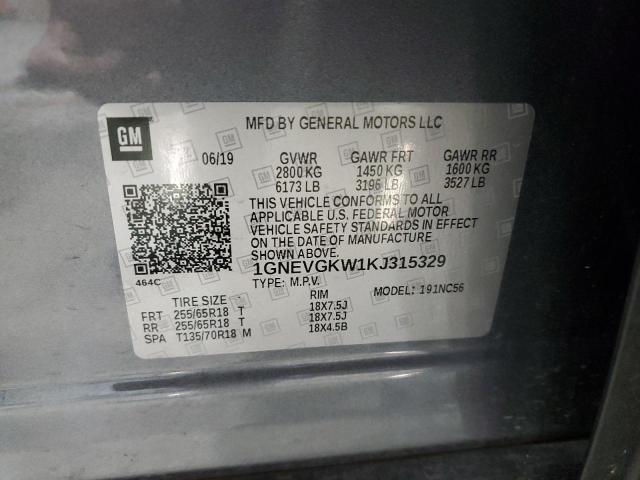 GM
MFD BY GENERAL MOTORS LLC
06/19 GVWR GAWR FRT GAWR RR
2800 KG 1450 KG 1600 KG
6173 LB 3196 LB 3527 LB
THIS VEHICLE CONFORMS TO ALL
APPLICABLE U.S. FEDERAL MOTOR
VEHICLE SAFETY STANDARDS IN EFFECT
ON THE DATE OF MANUFACTURE
SHOWN ABOVE.
1GNEVGKW1KJ315329
464C
TYPE: M.P.V. MODEL: 191NC56
TIRE SIZE RIM
FRT 255/65R18 T 18X7.5J
RR 255/65R18 T 18X7.5J
SPA T135/70R18 M 18X4.5B